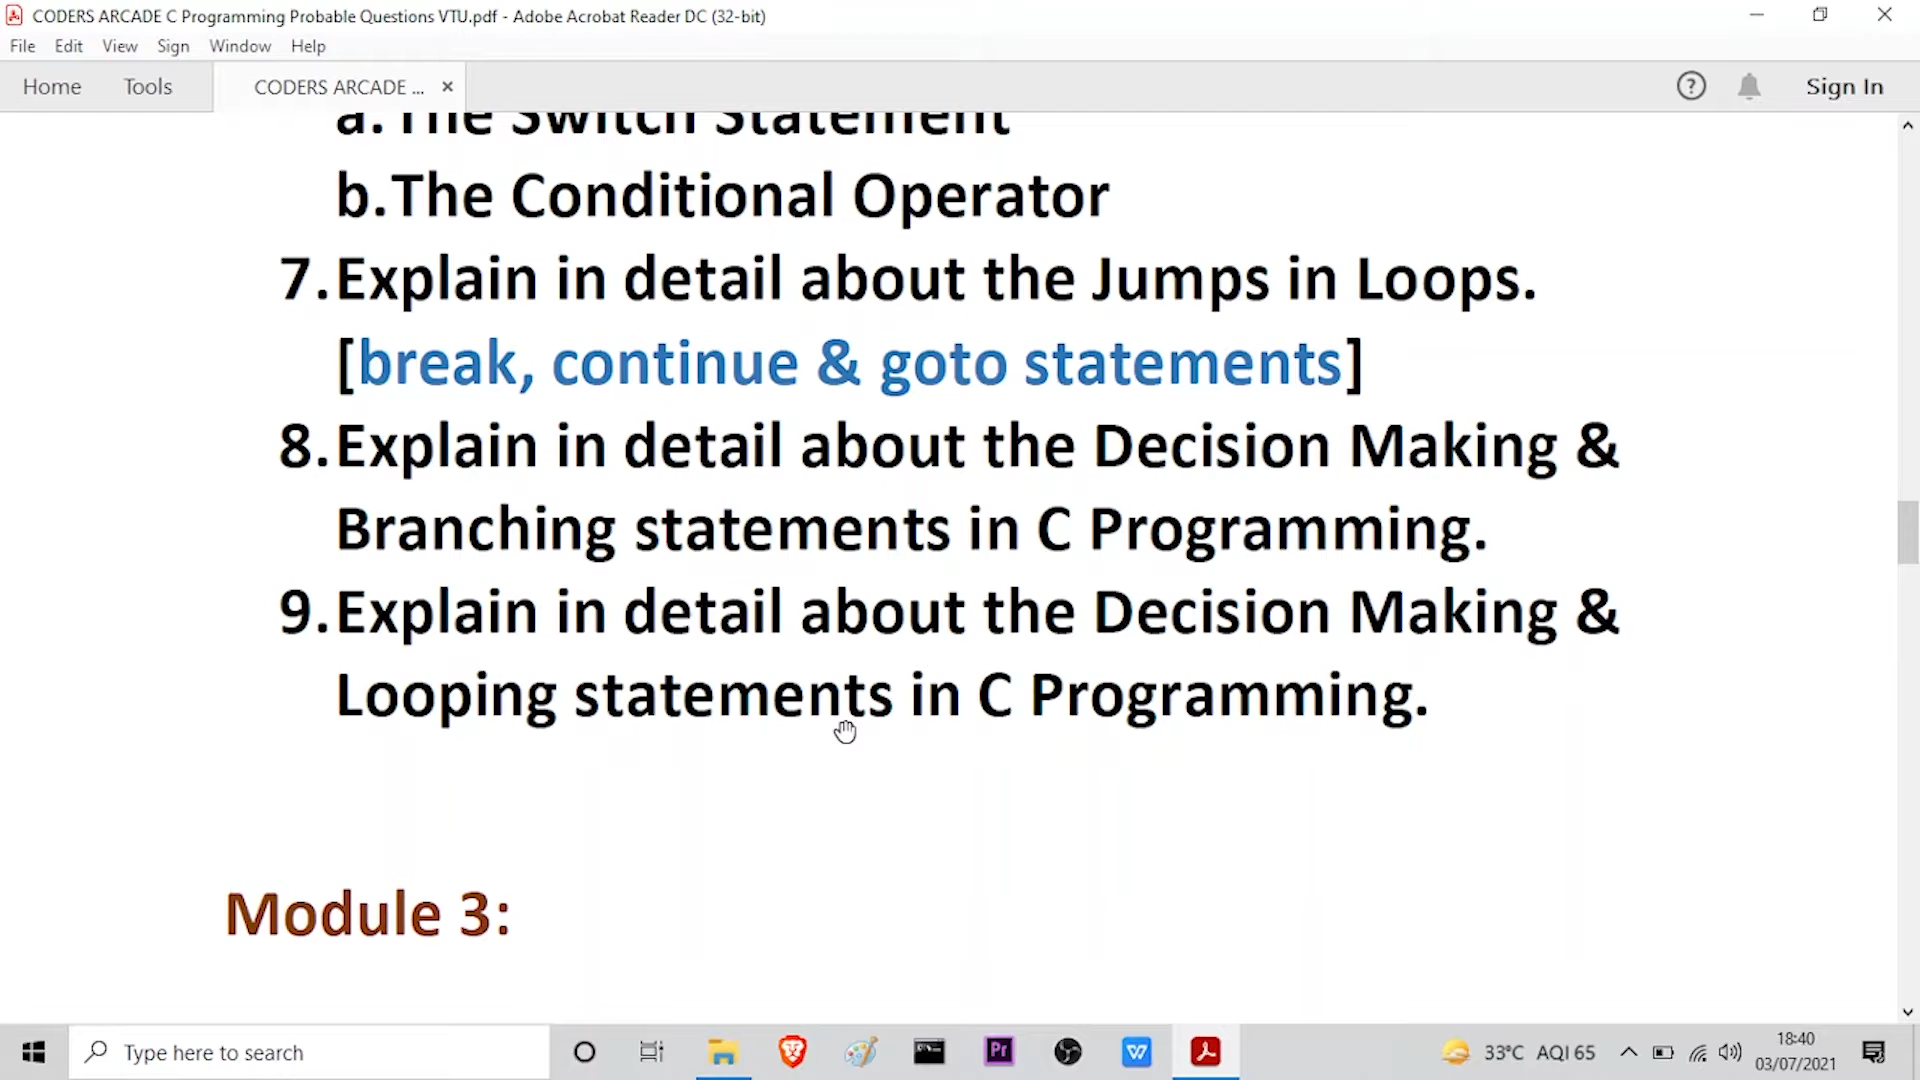 CODERS ARCADE C Programming Probable Questions VTU.pdf - Adobe Acrobat Reader DC (32-bit)
File Edit View Sign Window Help
Home Tools CODERS ARCADE ... × ? Sign In
a. The Switch Statement
b.The Conditional Operator
7.Explain in detail about the Jumps in Loops.
[break, continue & goto statements]
8.Explain in detail about the Decision Making &
Branching statements in C Programming.
9.Explain in detail about the Decision Making &
Looping statements in C Programming.
Module 3:
Type here to search
Pr
33°C AQI 65
18:40
03/07/2021